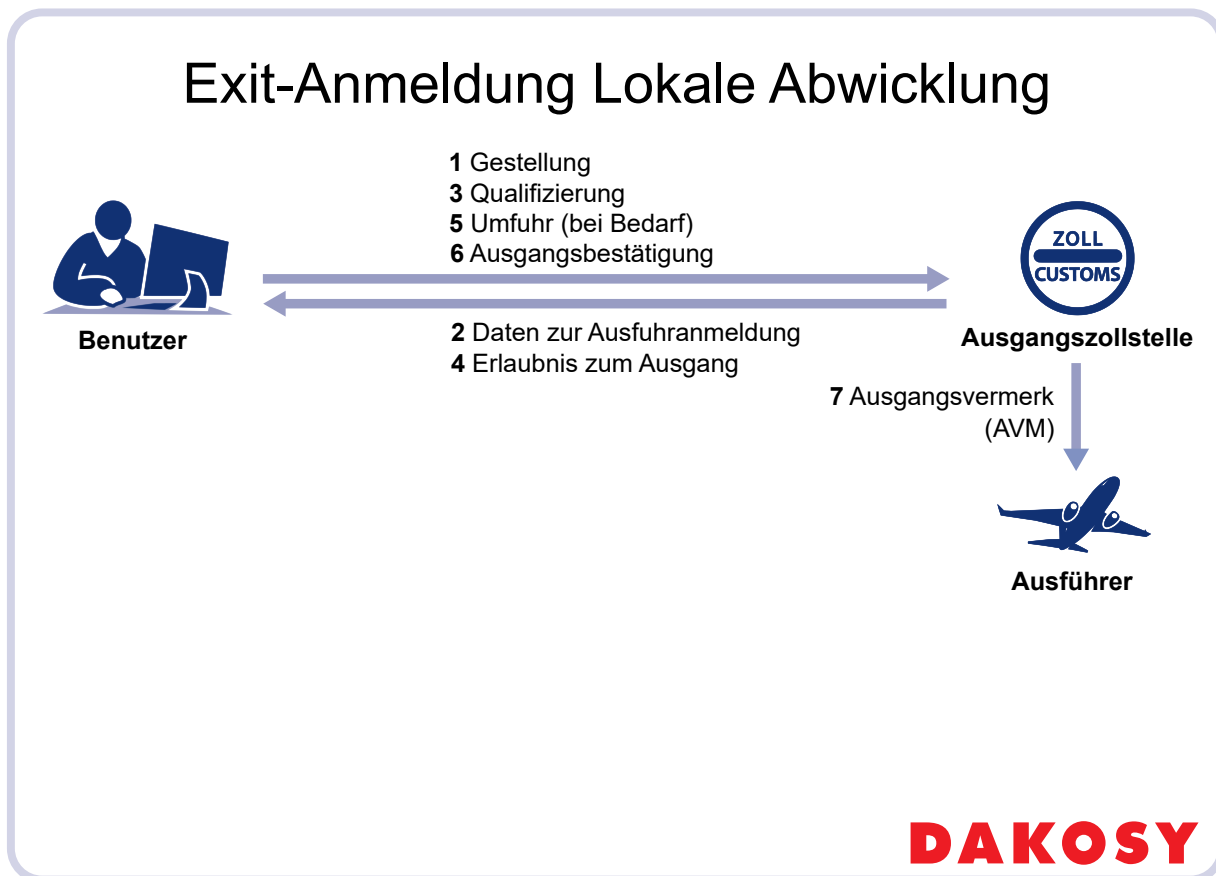 Exit-Anmeldung Lokale Abwicklung
1 Gestellung
3 Qualifizierung
5 Umfuhr (bei Bedarf)
6 Ausgangsbestätigung
ZOLL
CUSTOMS
Benutzer
2 Daten zur Ausfuhranmeldung
4 Erlaubnis zum Ausgang
Ausgangszollstelle
7 Ausgangsvermerk
(AVM)
Ausführer
DAKOSY